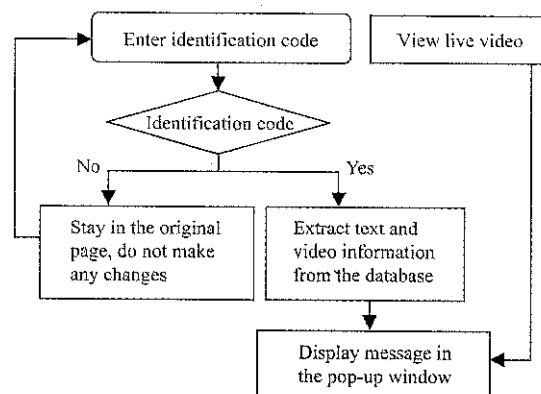 Enter identification code
View live video
Identification code
No
Yes
Stay in the original
page, do not make
any changes
Extract text and
video information
from the database
Display message in
the pop-up window